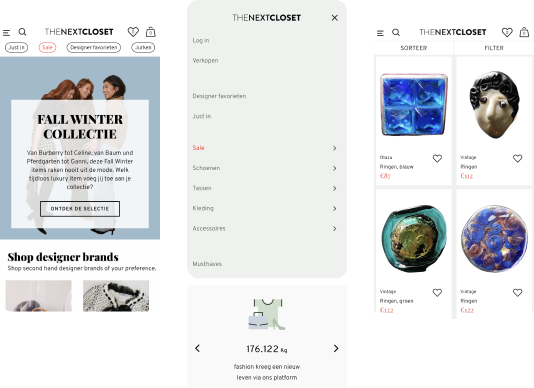 THENEXTCLOSET
0
Just in
Sale
Designer favorieten
Jurken
FALL WINTER
COLLECTIE
Van Burberry tot Celine, van Baum und
Pferdgarten tot Ganni, deze Fall Winter
items raken nooit uit de mode. Welk
tijdloos luxury item voeg jij toe aan je
collectie?
ONTDEK DE SELECTIE
Shop designer brands
Shop second hand designer brands of your preference.
THENEXTCLOSET
Log in
Verkopen
Designer favorieten
Just in
Sale
Schoenen
Tassen
Kleding
Accessoires
Musthaves
176.122 Kg
fashion kreeg een nieuw
leven via ons platform
THENEXTCLOSET
SORTEER
FILTER
Otazu
Ringen, blauw
€87
Vintage
Ringen
€112
Vintage
Ringen, groen
€122
Vintage
Ringen
€122